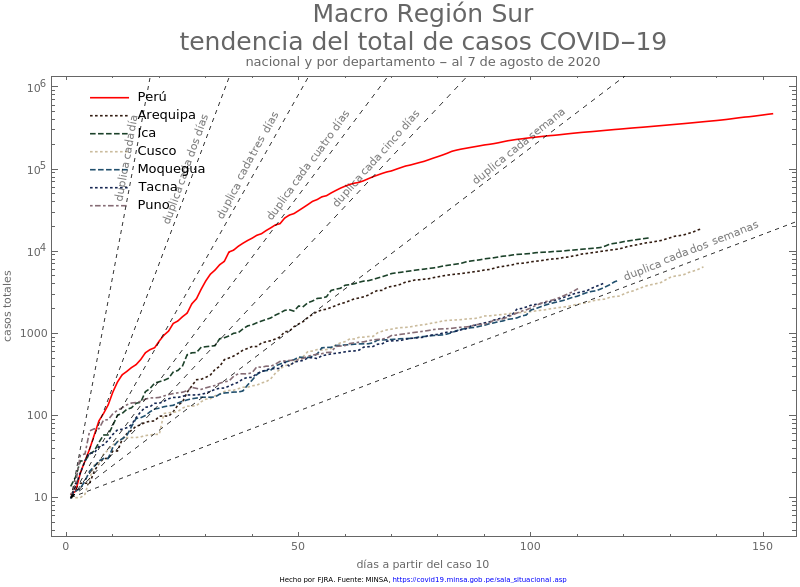 Macro Región Sur
tendencia del total de casos COVID–19
nacional y por departamento – al 7 de agosto de 2020
casos totales
10^6
10^5
10^4
1000
100
10
Perú
Arequipa
Ica
Cusco
Moquegua
Tacna
Puno
duplica cada día
duplica cada dos días
duplica cada tres días
duplica cada cuatro días
duplica cada cinco días
duplica cada semana
duplica cada dos semanas
0 50 100 150
días a partir del caso 10
Hecho por FJRA. Fuente: MINSA, https://covid19.minsa.gob.pe/sala_situacional.asp